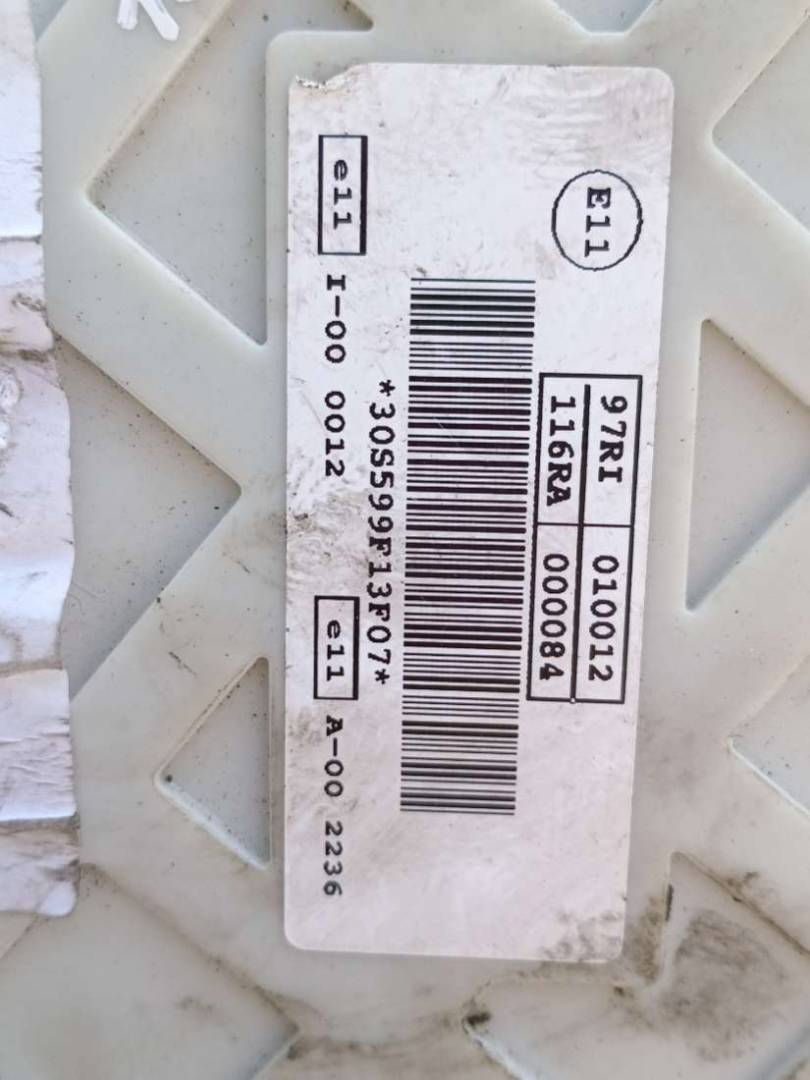 E11
97RI 010012
116RA 000084
*30S599F13F07*
e11 I-00 0012 e11 A-00 2236